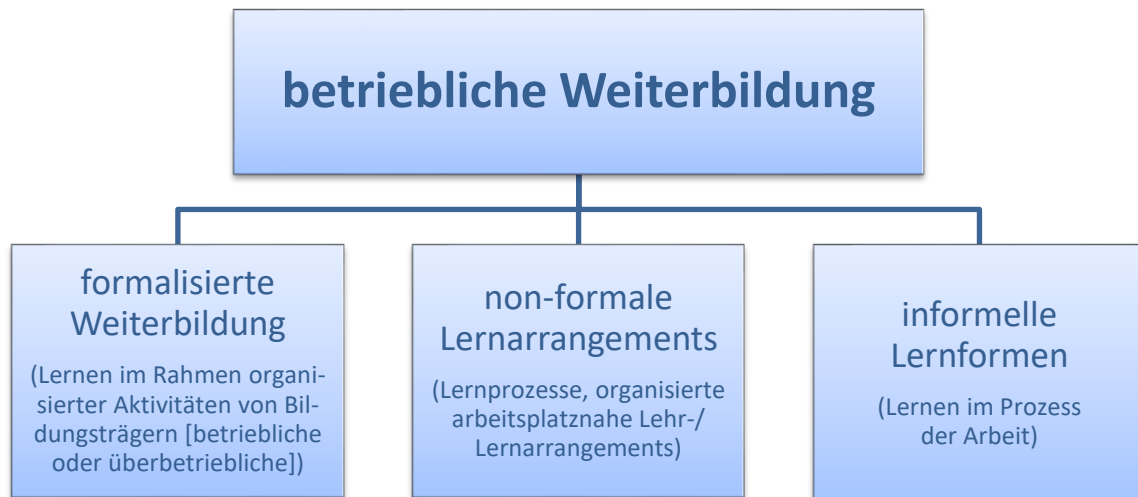 betriebliche Weiterbildung
formalisierte
Weiterbildung
(Lernen im Rahmen organi-
sierter Aktivitäten von Bil-
dungsträgern [betriebliche
oder überbetriebliche])
non-formale
Lernarrangements
(Lernprozesse, organisierte
arbeitsplatznahe Lehr-/
Lernarrangements)
informelle
Lernformen
(Lernen im Prozess
der Arbeit)